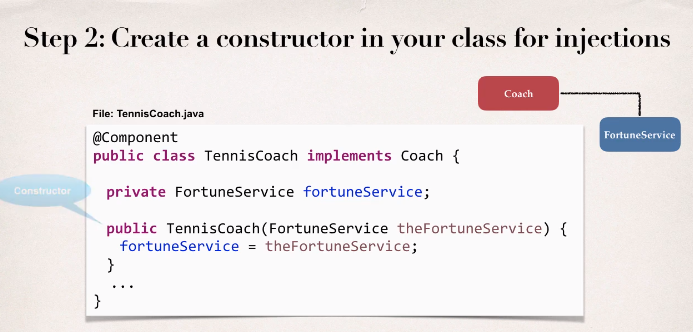 Step 2: Create a constructor in your class for injections
Coach
FortuneService
File: TennisCoach.java
@Component
public class TennisCoach implements Coach {
private FortuneService fortuneService;
Constructor
public TennisCoach(FortuneService theFortuneService) {
fortuneService = theFortuneService;
}
...
}